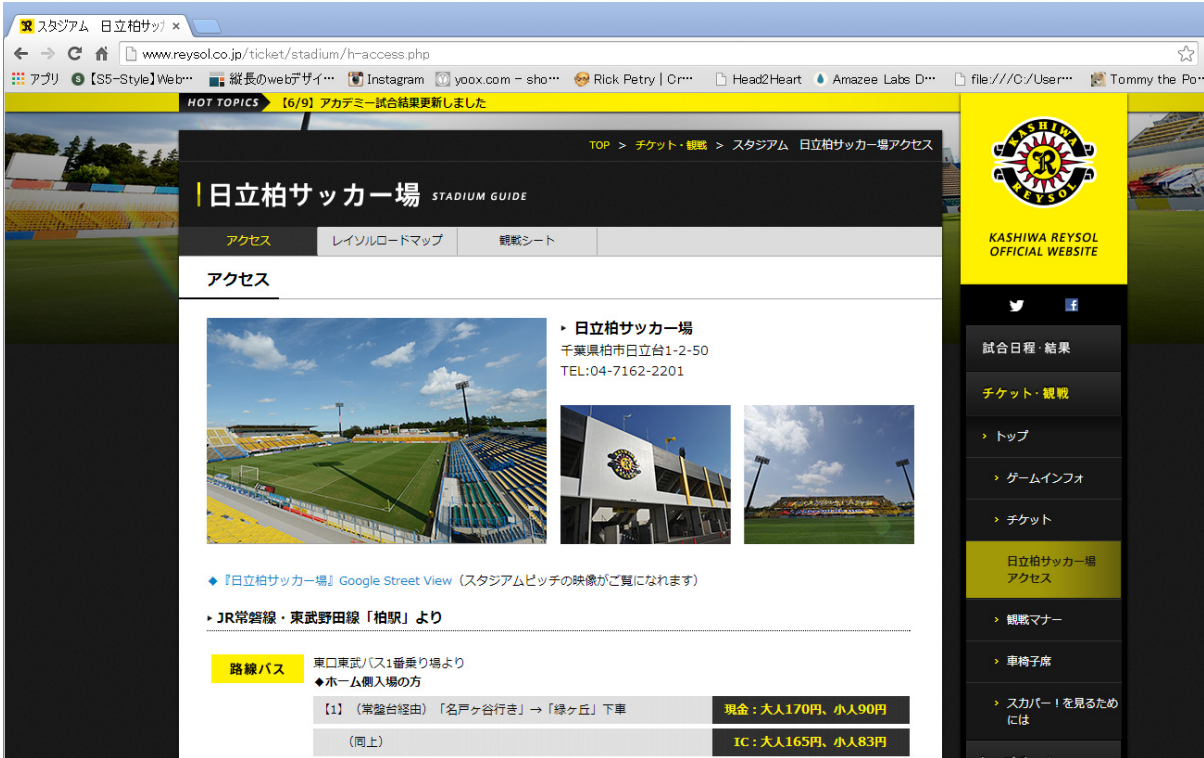 スタジアム 日立柏サッカ
www.reysol.co.jp/ticket/stadium/h-access.php
アプリ 【S5-Style】Web… 縦長のwebデザイ… Instagram yoox.com - sho… Rick Petry | Cr… Head2Heart Amazee Labs D… file:///C:/User… Tommy the Po…
HOT TOPICS 【6/9】アカデミー試合結果更新しました
TOP > チケット・観戦 > スタジアム 日立柏サッカー場アクセス
日立柏サッカー場 STADIUM GUIDE
アクセス レイソルロードマップ 観戦シート
アクセス
日立柏サッカー場
千葉県柏市日立台1-2-50
TEL:04-7162-2201
◆『日立柏サッカー場』Google Street View（スタジアムピッチの映像がご覧になれます）
JR常磐線・東武野田線「柏駅」より
路線バス
東口東武バス1番乗り場より
◆ホーム側入場の方
【1】（常盤台経由）「名戸ヶ谷行き」→「緑ヶ丘」下車 現金：大人170円、小人90円
（同上） IC：大人165円、小人83円
KASHIWA
REYSOL
KASHIWA REYSOL
OFFICIAL WEBSITE
試合日程・結果
チケット・観戦
トップ
ゲームインフォ
チケット
日立柏サッカー場
アクセス
観戦マナー
車椅子席
スカパー！を見るため
には